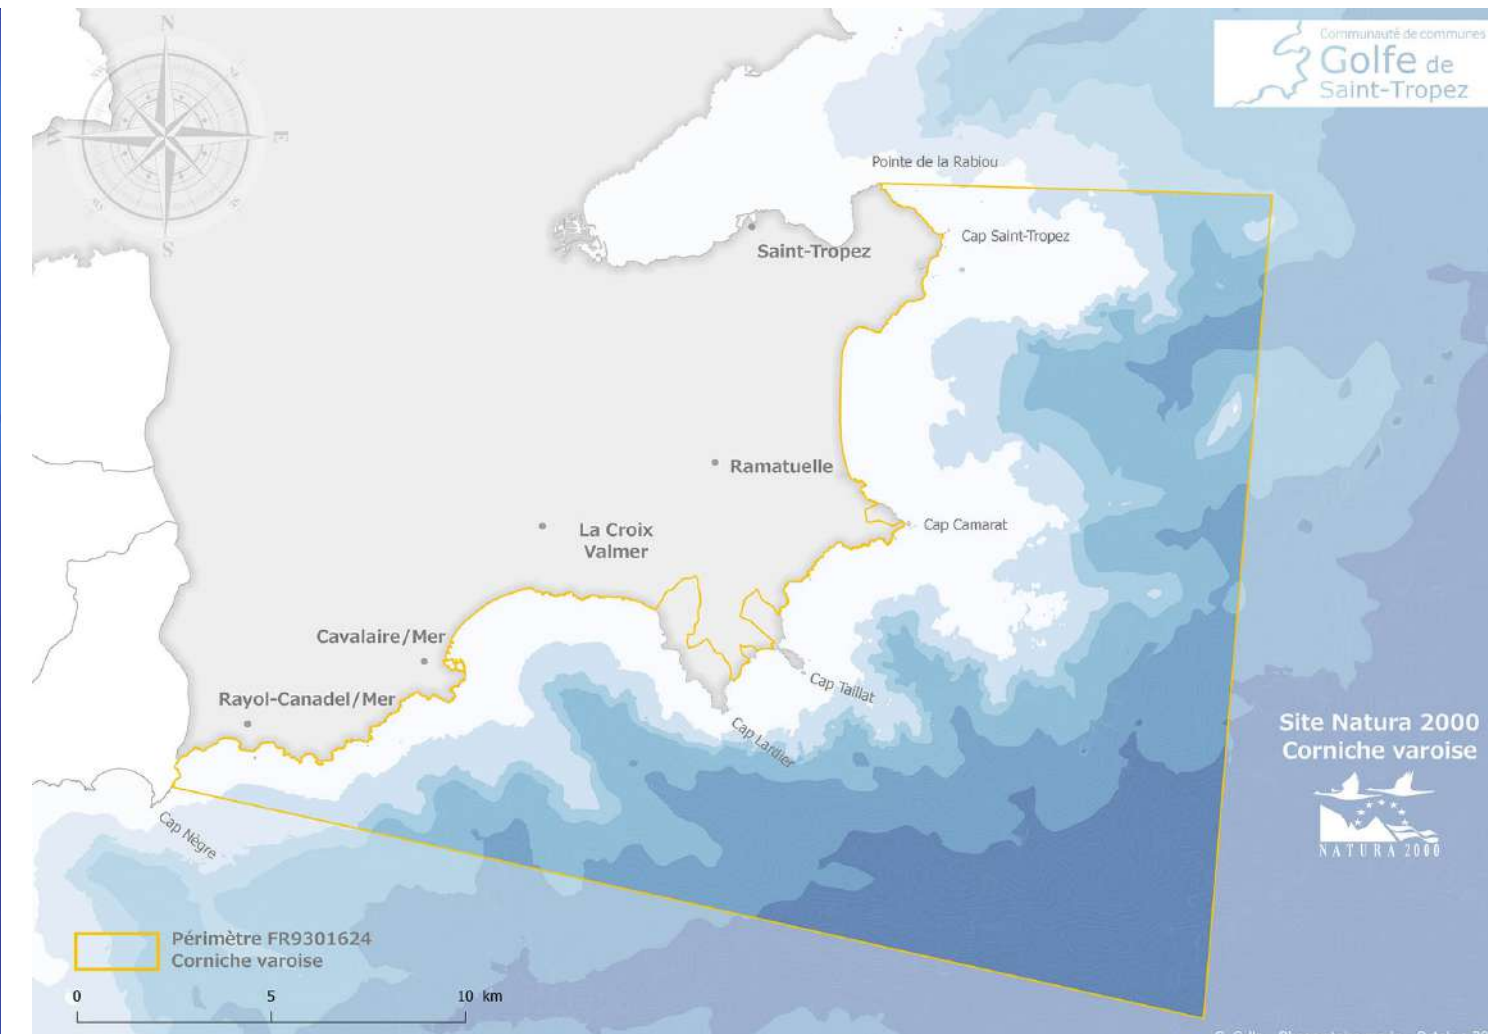 Communauté de communes
Golfe de
Saint-Tropez
N
E
S
Pointe de la Rabiou
Cap Saint-Tropez
Saint-Tropez
Ramatuelle
Cap Camarat
La Croix
Valmer
Cavalaire/Mer
Rayol-Canadel/Mer
Cap Taillat
Cap Lardier
Cap Nègre
Site Natura 2000
Corniche varoise
NATURA 2000
Périmètre FR9301624
Corniche varoise
0 5 10 km